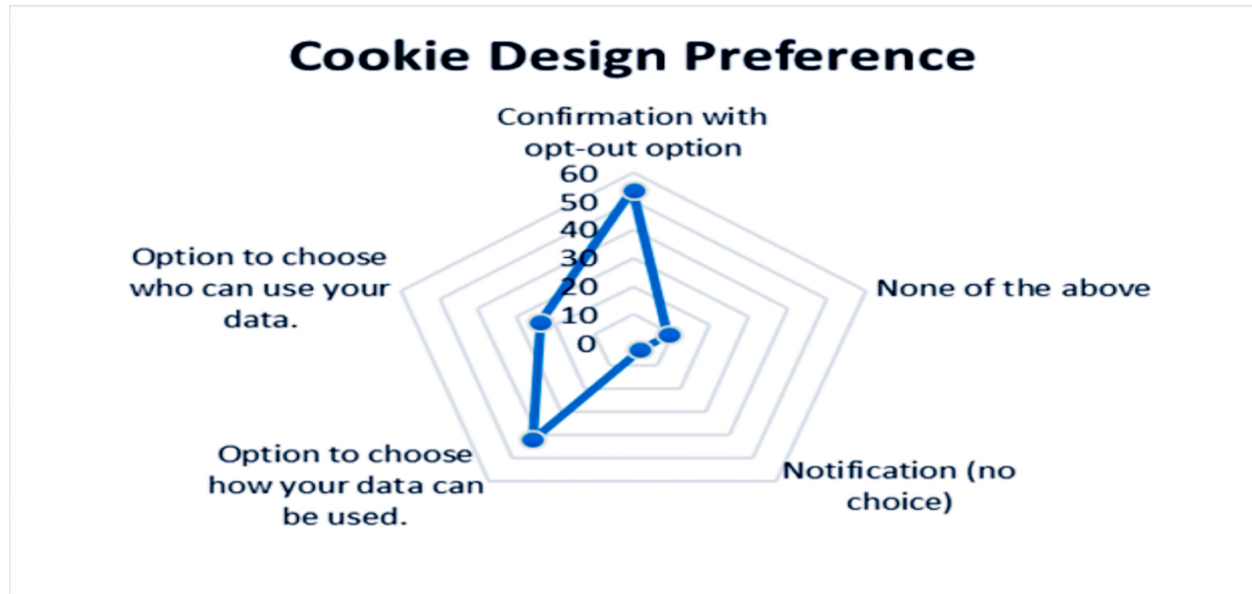 Cookie Design Preference
Confirmation with
opt-out option
60
50
40
30
20
10
0
Option to choose
who can use your
data.
None of the above
Option to choose
how your data can
be used.
Notification (no
choice)